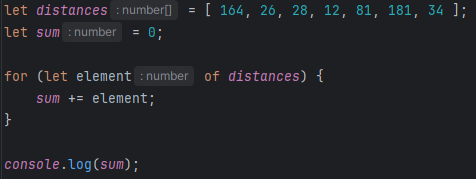 let distances : number[] = [ 164, 26, 28, 12, 81, 181, 34 ];
let sum : number = 0;
for (let element : number of distances) {
sum += element;
}
console.log(sum);